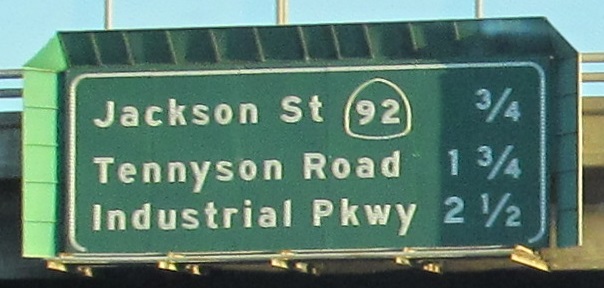 Jackson St 92 3/4
Tennyson Road 1 3/4
Industrial Pkwy 2 1/2